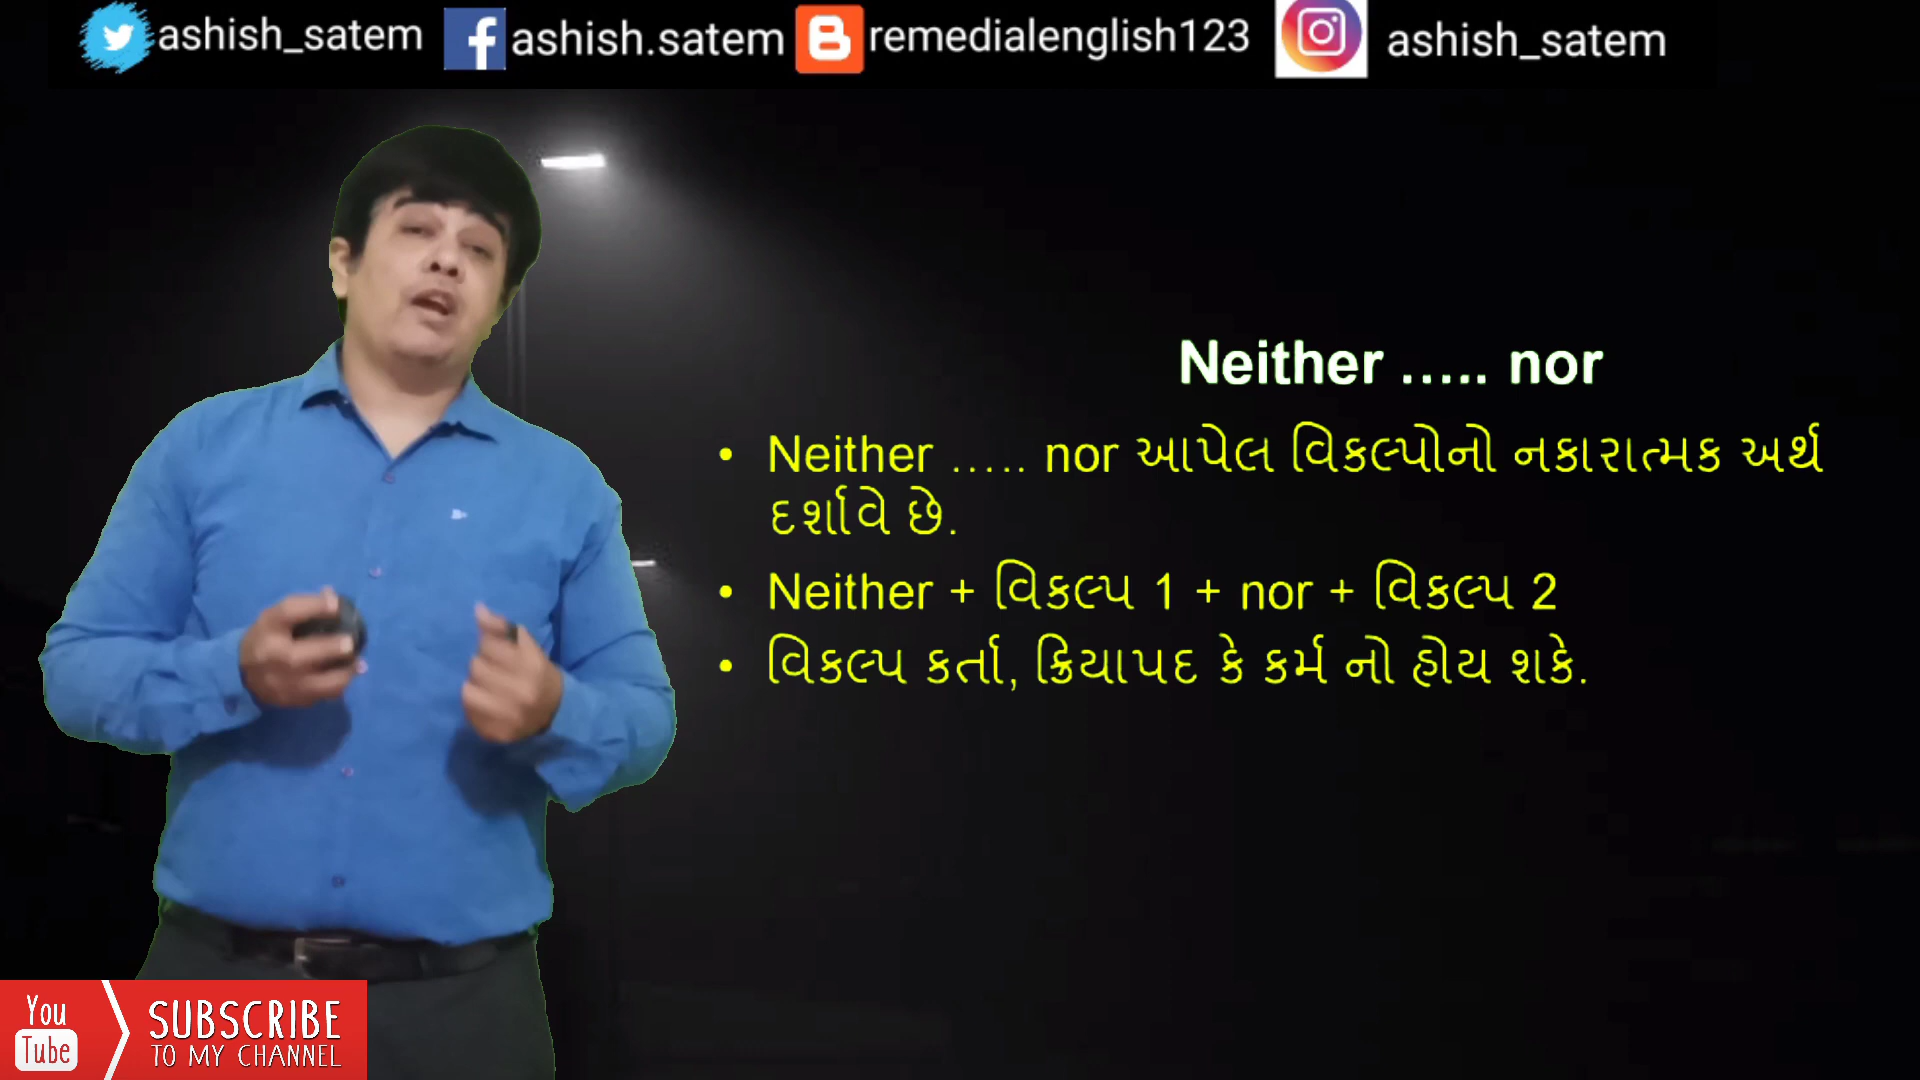 ashish_satem ashish.satem remedialenglish123 ashish_satem
Neither ..... nor
• Neither ..... nor આપેલ વિકલ્પોનો નકારાત્મક અર્થ
દર્શાવે છે.
• Neither + વિકલ્પ 1 + nor + વિકલ્પ 2
• વિકલ્પ કર્તા, ક્રિયાપદ કે કર્મ નો હોય શકે.
You
Tube
SUBSCRIBE
TO MY CHANNEL